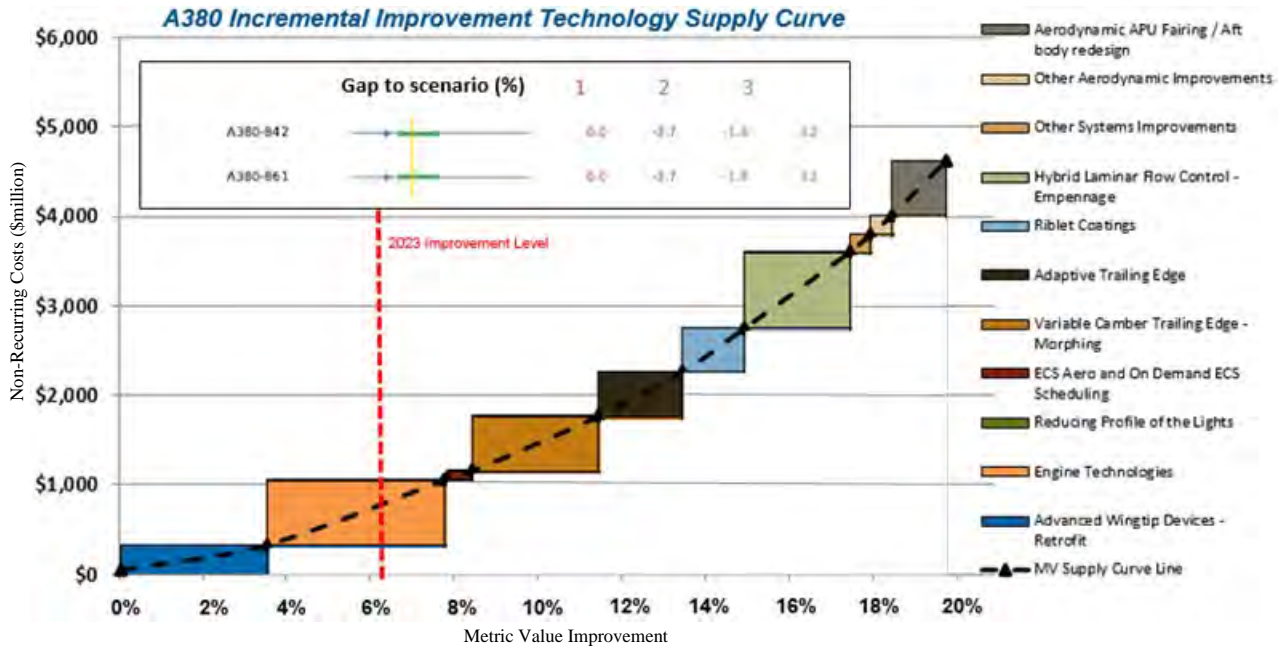 A380 Incremental Improvement Technology Supply Curve
$6,000
$5,000
$4,000
$3,000
$2,000
$1,000
$0
Non-Recurring Costs ($million)
Gap to scenario (%) 1 2 3
A380-842 0.0
A380-861 0.0
2023 Improvement Level
0% 2% 4% 6% 8% 10% 12% 14% 16% 18% 20%
Metric Value Improvement
Aerodynamic APU Fairing / Aft
body redesign
Other Aerodynamic Improvements
Other Systems Improvements
Hybrid Laminar Flow Control -
Empennage
Riblet Coatings
Adaptive Trailing Edge
Variable Camber Trailing Edge -
Morphing
ECS Aero and On Demand ECS
Scheduling
Reducing Profile of the Lights
Engine Technologies
Advanced Wingtip Devices -
Retrofit
MV Supply Curve Line